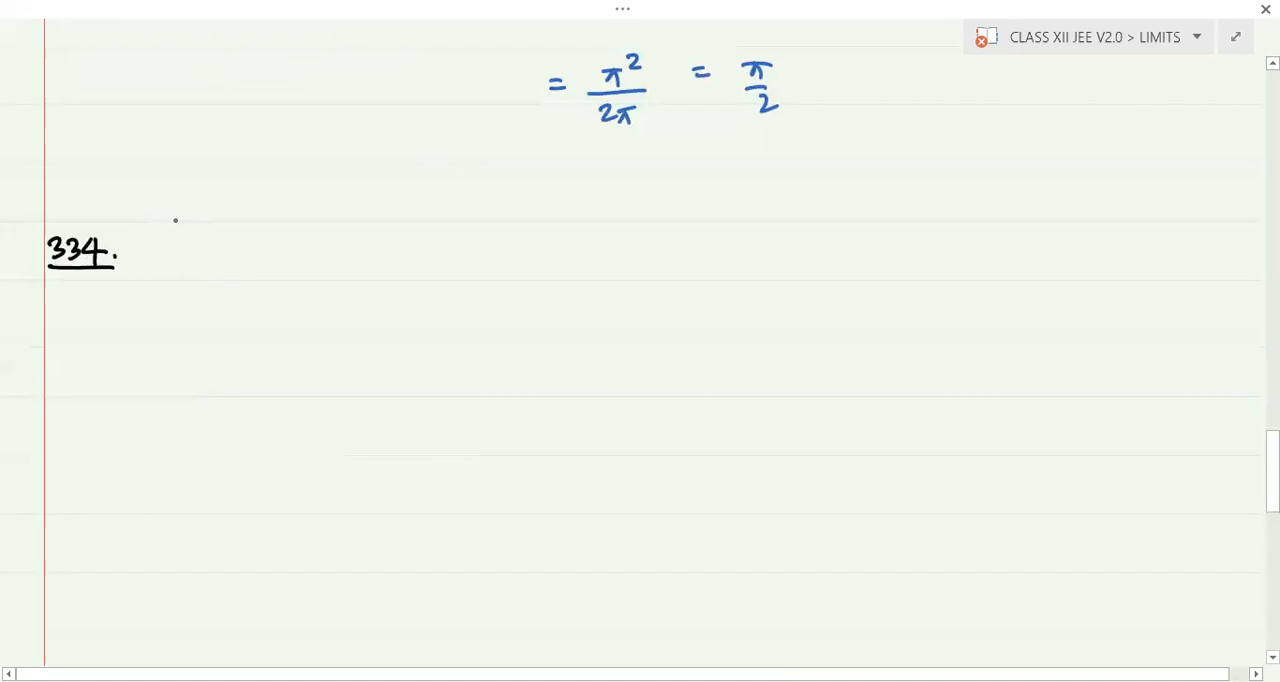 CLASS XII JEE V2.0 > LIMITS
= π²/2π = π/2
334.